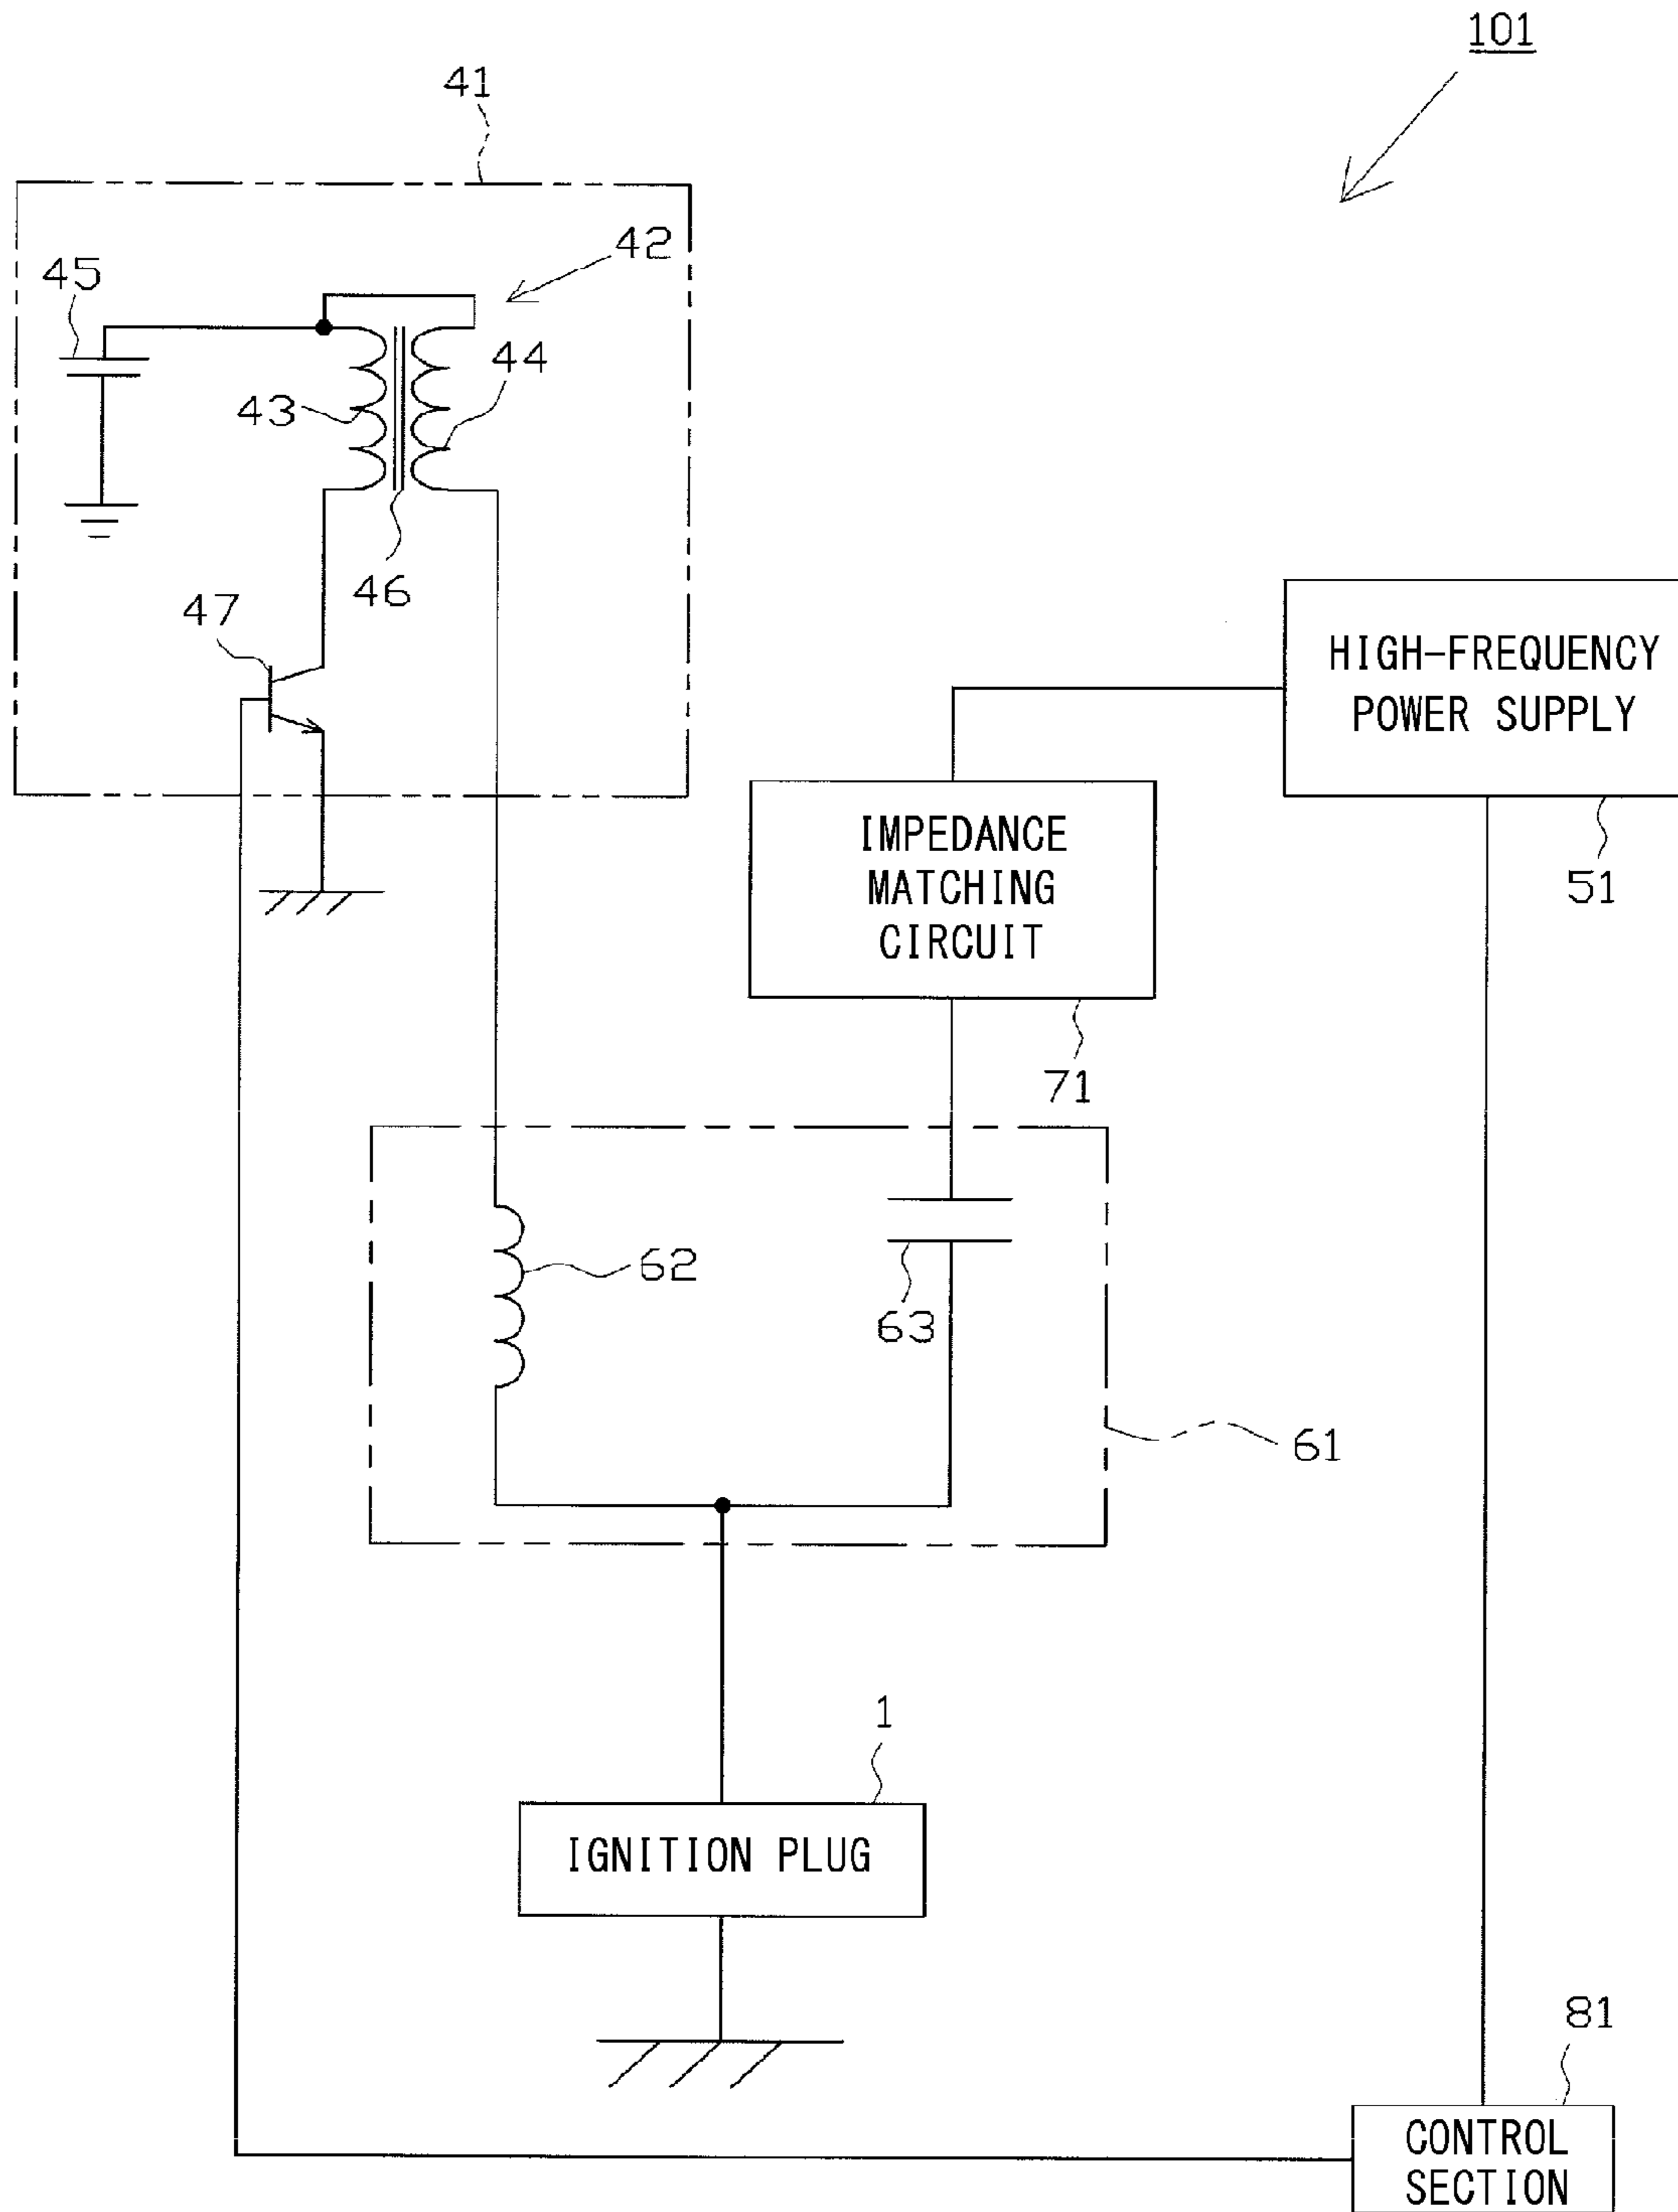 101
41
42
45
44
43
46
47
HIGH-FREQUENCY
POWER SUPPLY
51
IMPEDANCE
MATCHING
CIRCUIT
71
62
63
61
1
IGNITION PLUG
81
CONTROL
SECTION